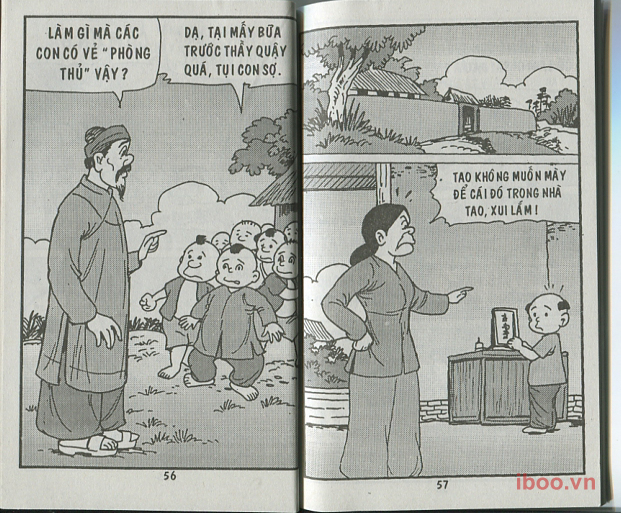 LÀM GÌ MÀ CÁC
CON CÓ VẺ "PHÒNG
THỦ" VẬY ?
DẠ, TẠI MẤY BỮA
TRƯỚC THẦY QUẬY
QUÁ, TỤI CON SỢ.
TAO KHÔNG MUỐN MÀY
ĐỂ CÁI ĐÓ TRONG NHÀ
TAO, XUI LẮM !
56
57
iboo.vn